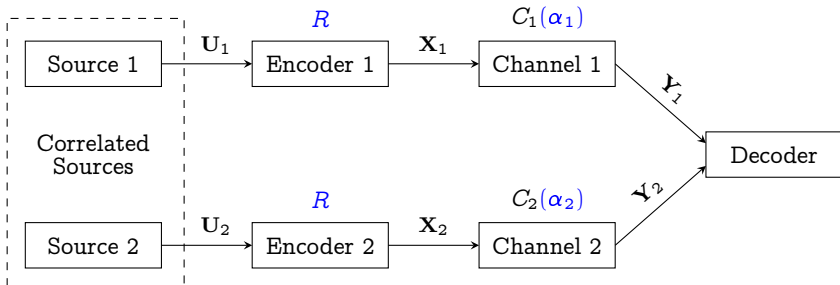 R
C₁(α₁)
Source 1
U₁
Encoder 1
X₁
Channel 1
Y₁
Correlated
Sources
Decoder
R
C₂(α₂)
Y₂
Source 2
U₂
Encoder 2
X₂
Channel 2